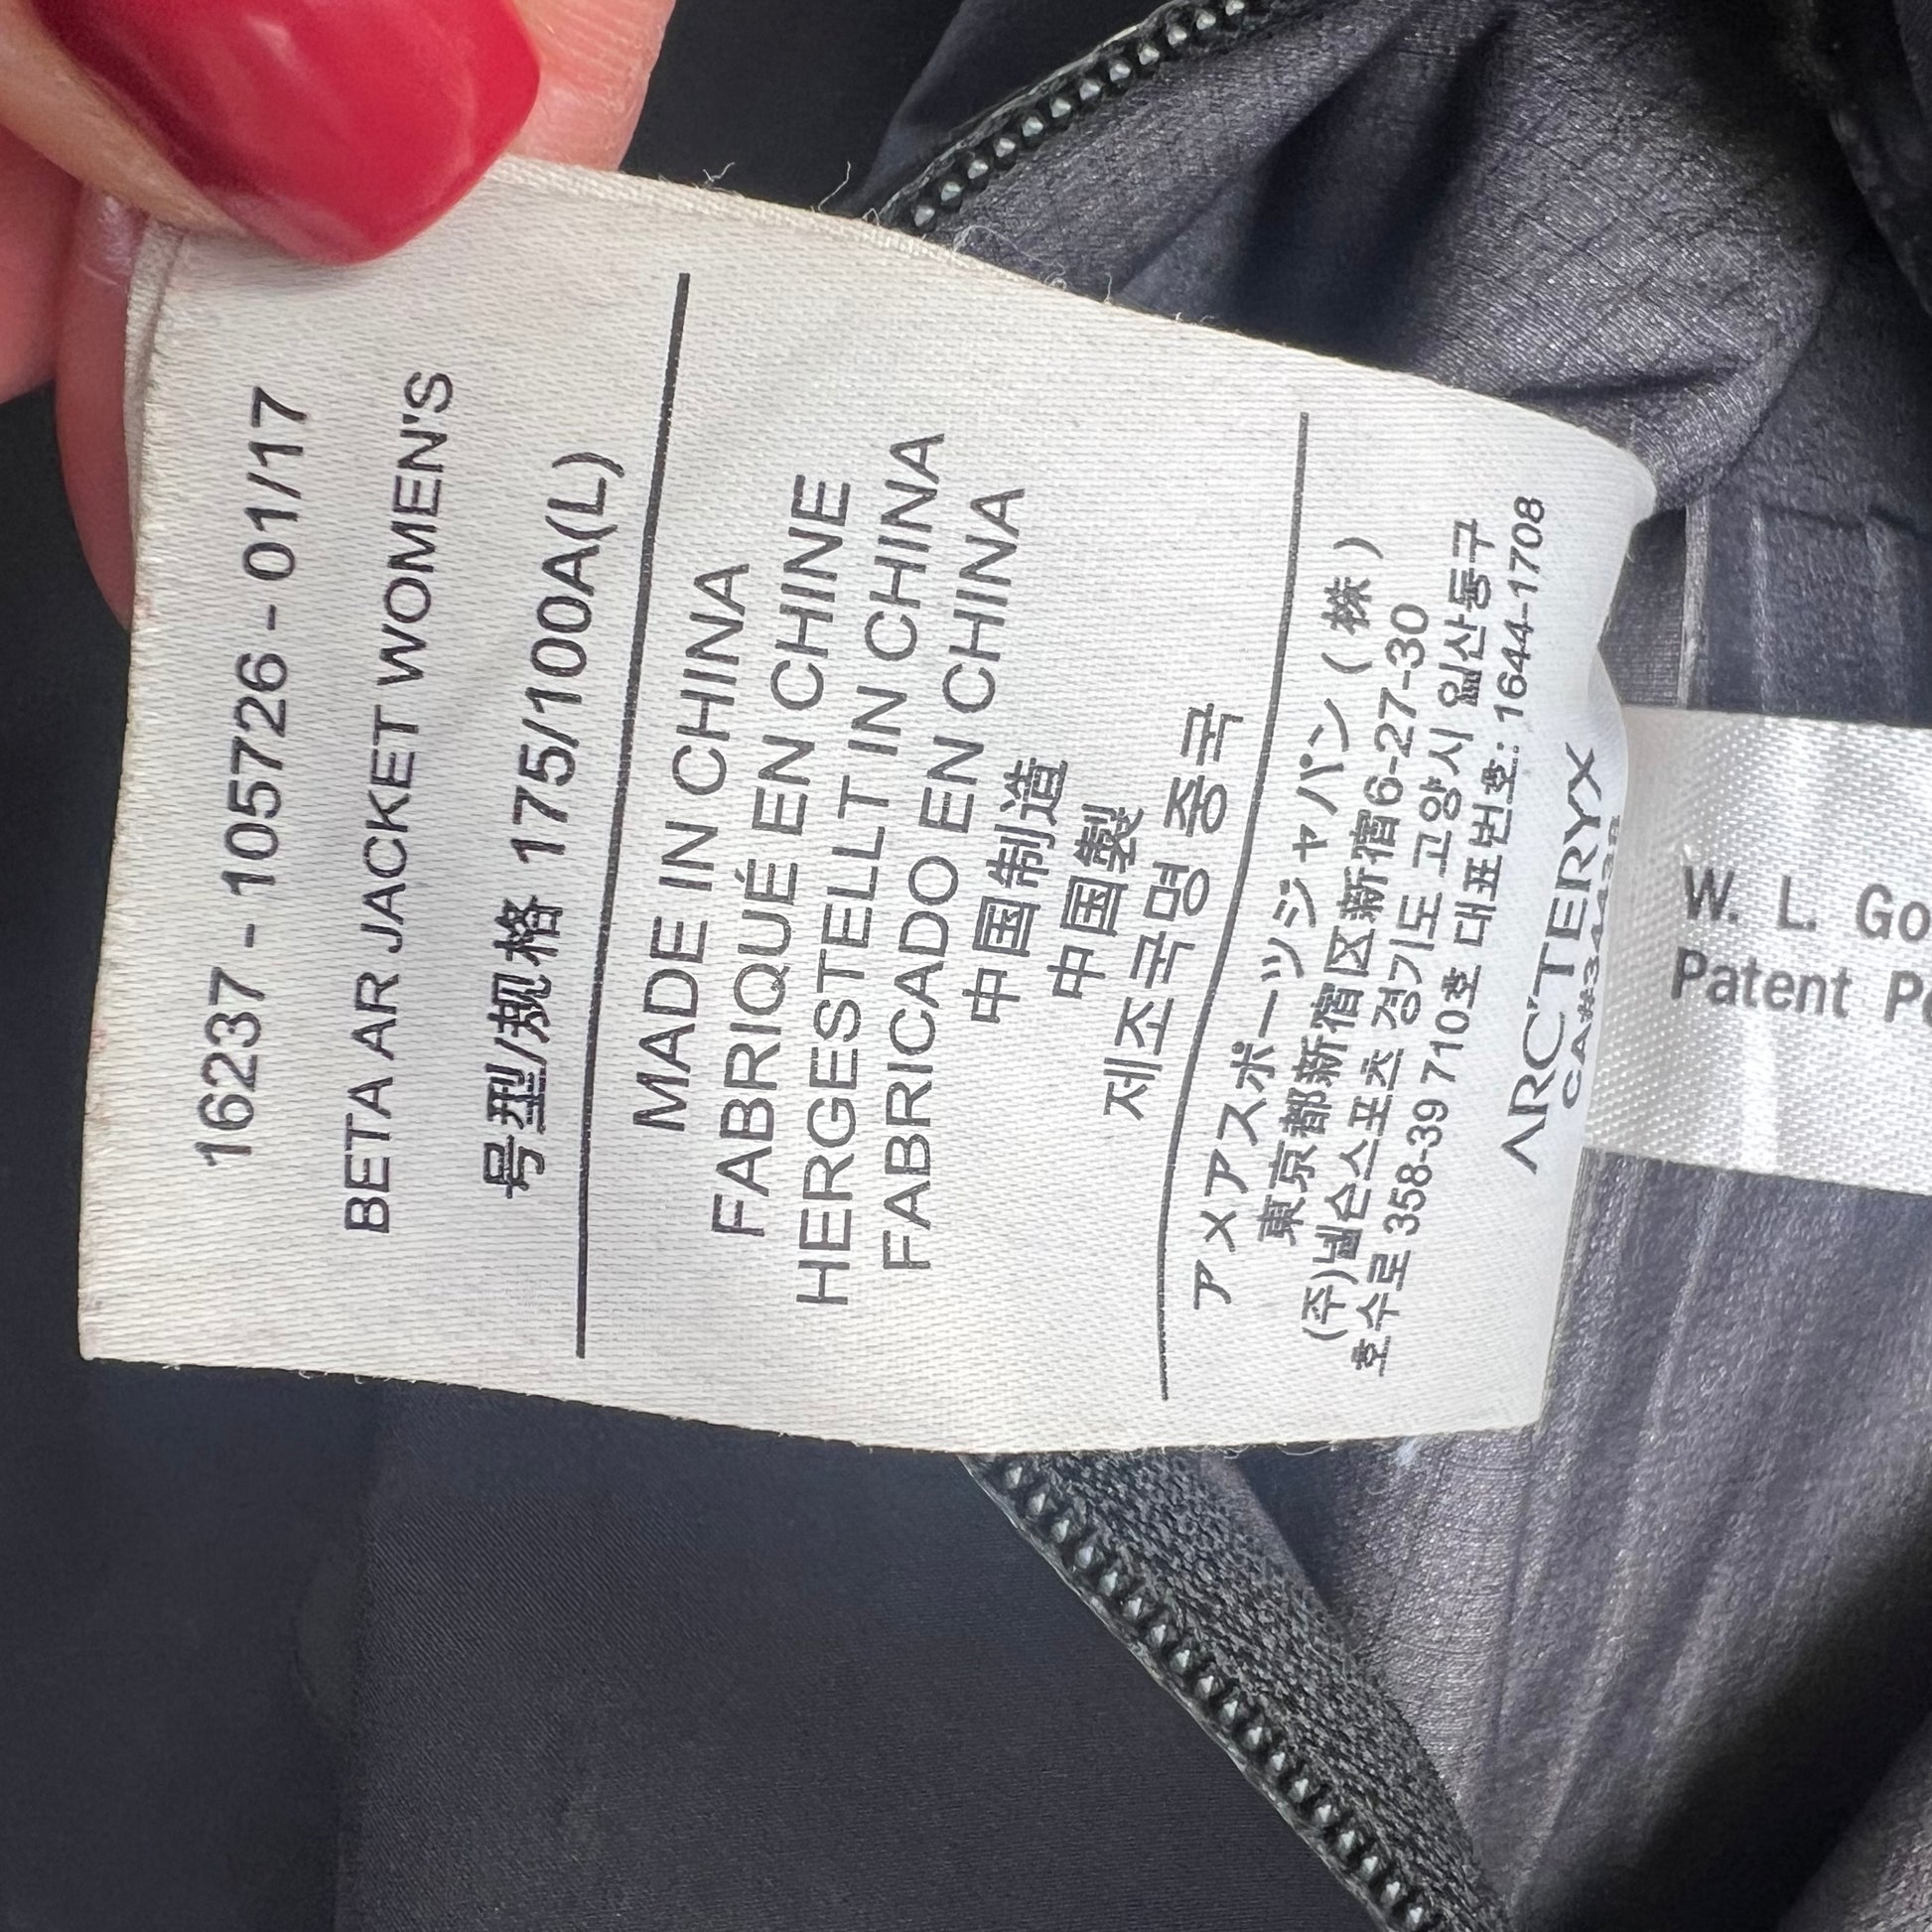 16237 - 105726 - 01/17
BETA AR JACKET WOMEN'S
号型/规格 175/100A(L)
MADE IN CHINA
FABRIQUÉ EN CHINE
HERGESTELLT IN CHINA
FABRICADO EN CHINA
中国制造
中国製
제조국명 중국
アメアスポーツジャパン (株)
東京都新宿区新宿6-27-30
(주)넬슨스포츠 경기도 고양시 일산동구
호수로 358-39 710호 대표번호: 1644-1708
ARC'TERYX
W. L. Go
Patent